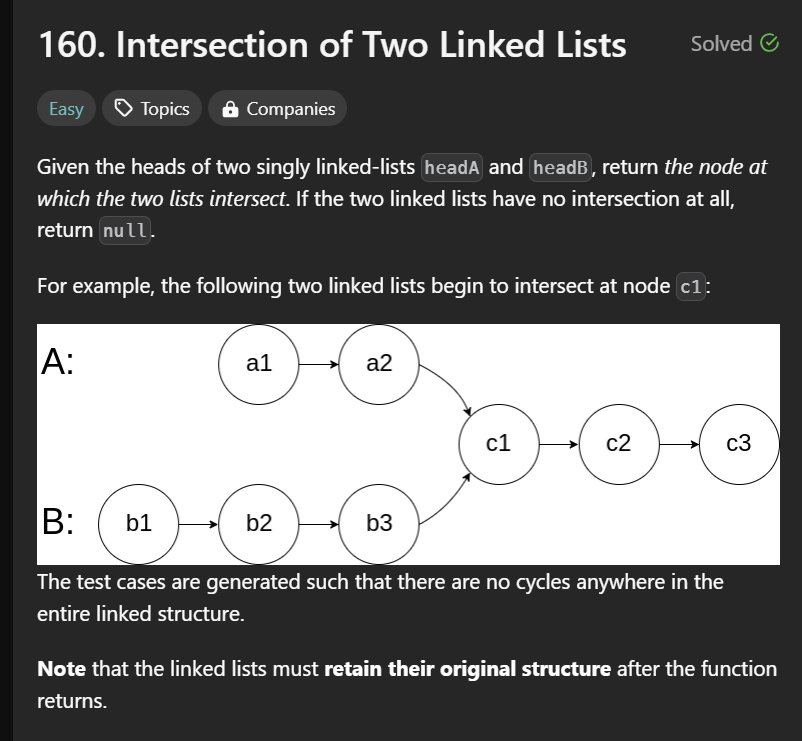 160. Intersection of Two Linked Lists Solved
Easy Topics Companies
Given the heads of two singly linked-lists headA and headB, return the node at
which the two lists intersect. If the two linked lists have no intersection at all,
return null.
For example, the following two linked lists begin to intersect at node c1:
A: a1 a2
c1 c2 c3
B: b1 b2 b3
The test cases are generated such that there are no cycles anywhere in the
entire linked structure.
Note that the linked lists must retain their original structure after the function
returns.